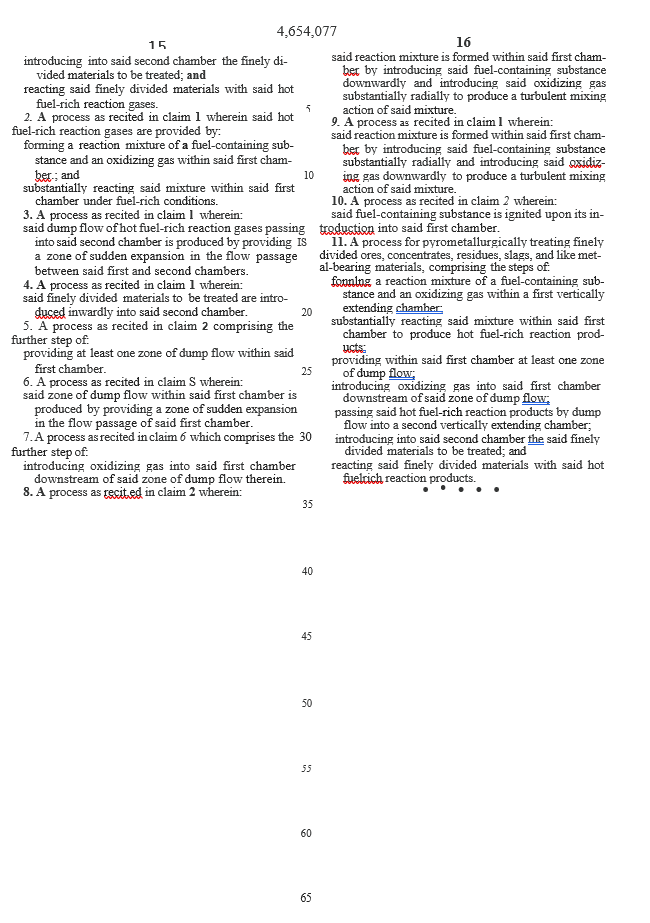 4,654,077
15
introducing into said second chamber the finely di-
vided materials to be treated; and
reacting said finely divided materials with said hot
fuel-rich reaction gases.
2. A process as recited in claim 1 wherein said hot
fuel-rich reaction gases are provided by:
forming a reaction mixture of a fuel-containing sub-
stance and an oxidizing gas within said first cham-
ber.; and
substantially reacting said mixture within said first
chamber under fuel-rich conditions.
3. A process as recited in claim 1 wherein:
said dump flow of hot fuel-rich reaction gases passing
into said second chamber is produced by providing IS
a zone of sudden expansion in the flow passage
between said first and second chambers.
4. A process as recited in claim 1 wherein:
said finely divided materials to be treated are intro-
duced inwardly into said second chamber.
5. A process as recited in claim 2 comprising the
further step of:
providing at least one zone of dump flow within said
first chamber.
6. A process as recited in claim S wherein:
said zone of dump flow within said first chamber is
produced by providing a zone of sudden expansion
in the flow passage of said first chamber.
7. A process as recited in claim 6 which comprises the 30
further step of:
introducing oxidizing gas into said first chamber
downstream of said zone of dump flow therein.
8. A process as recit.ed in claim 2 wherein:
5
10
20
25
35
40
45
50
55
60
65
16
said reaction mixture is formed within said first cham-
ber by introducing said fuel-containing substance
downwardly and introducing said oxidizing gas
substantially radially to produce a turbulent mixing
action of said mixture.
9. A process as recited in claim l wherein:
said reaction mixture is formed within said first cham-
ber by introducing said fuel-containing substance
substantially radially and introducing said oxidiz-
ing gas downwardly to produce a turbulent mixing
action of said mixture.
10. A process as recited in claim 2 wherein:
said fuel-containing substance is ignited upon its in-
troduction into said first chamber.
11. A process for pyrometallurgically treating finely
divided ores, concentrates, residues, slags, and like met-
al-bearing materials, comprising the steps of:
fonnlng a reaction mixture of a fuel-containing sub-
stance and an oxidizing gas within a first vertically
extending chamber;
substantially reacting said mixture within said first
chamber to produce hot fuel-rich reaction prod-
ucts;
providing within said first chamber at least one zone
of dump flow;
introducing oxidizing gas into said first chamber
downstream of said zone of dump flow;
passing said hot fuel-rich reaction products by dump
flow into a second vertically extending chamber;
introducing into said second chamber the said finely
divided materials to be treated; and
reacting said finely divided materials with said hot
fuelrich reaction products.
• • • • •